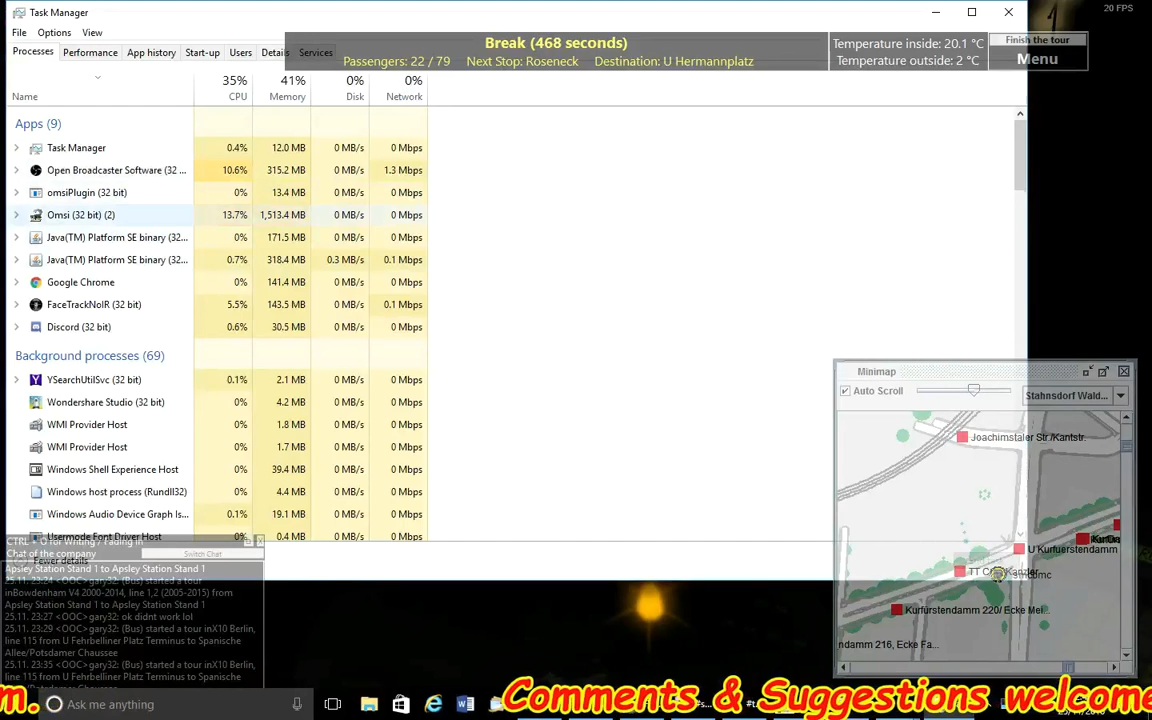 Task Manager
20 FPS
File Options View
Processes Performance App history Start-up Users Details Services
Break (468 seconds)
Passengers: 22 / 79 Next Stop: Roseneck Destination: U Hermannplatz
Temperature inside: 20.1 °C
Temperature outside: 2 °C
Finish the tour
Menu
35% 41% 0% 0%
Name CPU Memory Disk Network
Apps (9)
Task Manager 0.4% 12.0 MB 0 MB/s 0 Mbps
Open Broadcaster Software (32 ... 10.6% 315.2 MB 0 MB/s 1.3 Mbps
omsiPlugin (32 bit) 0% 13.4 MB 0 MB/s 0 Mbps
Omsi (32 bit) (2) 13.7% 1,513.4 MB 0 MB/s 0 Mbps
Java(TM) Platform SE binary (32... 0% 171.5 MB 0 MB/s 0 Mbps
Java(TM) Platform SE binary (32... 0.7% 318.4 MB 0.3 MB/s 0.1 Mbps
Google Chrome 0% 141.4 MB 0 MB/s 0 Mbps
FaceTrackNoIR (32 bit) 5.5% 143.5 MB 0 MB/s 0.1 Mbps
Discord (32 bit) 0.6% 30.5 MB 0 MB/s 0 Mbps
Background processes (69)
YSearchUtilSvc (32 bit) 0.1% 2.1 MB 0 MB/s 0 Mbps
Wondershare Studio (32 bit) 0% 4.2 MB 0 MB/s 0 Mbps
WMI Provider Host 0% 1.8 MB 0 MB/s 0 Mbps
WMI Provider Host 0% 1.7 MB 0 MB/s 0 Mbps
Windows Shell Experience Host 0% 39.4 MB 0 MB/s 0 Mbps
Windows host process (Rundll32) 0% 4.4 MB 0 MB/s 0 Mbps
Windows Audio Device Graph Is... 0.1% 19.1 MB 0 MB/s 0 Mbps
Usermode Font Driver Host 0% 0.4 MB 0 MB/s 0 Mbps
Minimap
Auto Scroll Stahnsdorf Wald...
Joachimstaler Str./Kantstr.
U Kurfuerstendamm
Kurfürstendamm 220/ Ecke Mei...
ndamm 216, Ecke Fa...
CTRL + O for Writing / Fading in
Chat of the company Switch Chat
Fewer details
Apsley Station Stand 1 to Apsley Station Stand 1
25.11. 23:24 <OOC>gary32: (Bus) started a tour
inBowdenham V4 2000-2014, line 1,2 (2005-2015) from
Apsley Station Stand 1 to Apsley Station Stand 1
25.11. 23:27 <OOC>gary32: ok didnt work lol
25.11. 23:29 <OOC>gary32: (Bus) started a tour inX10 Berlin,
line 115 from U Fehrbelliner Platz Terminus to Spanische
Allee/Potsdamer Chaussee
25.11. 23:35 <OOC>gary32: (Bus) started a tour inX10 Berlin,
line 115 from U Fehrbelliner Platz Terminus to Spanische
m. Comments & Suggestions welcome
Ask me anything